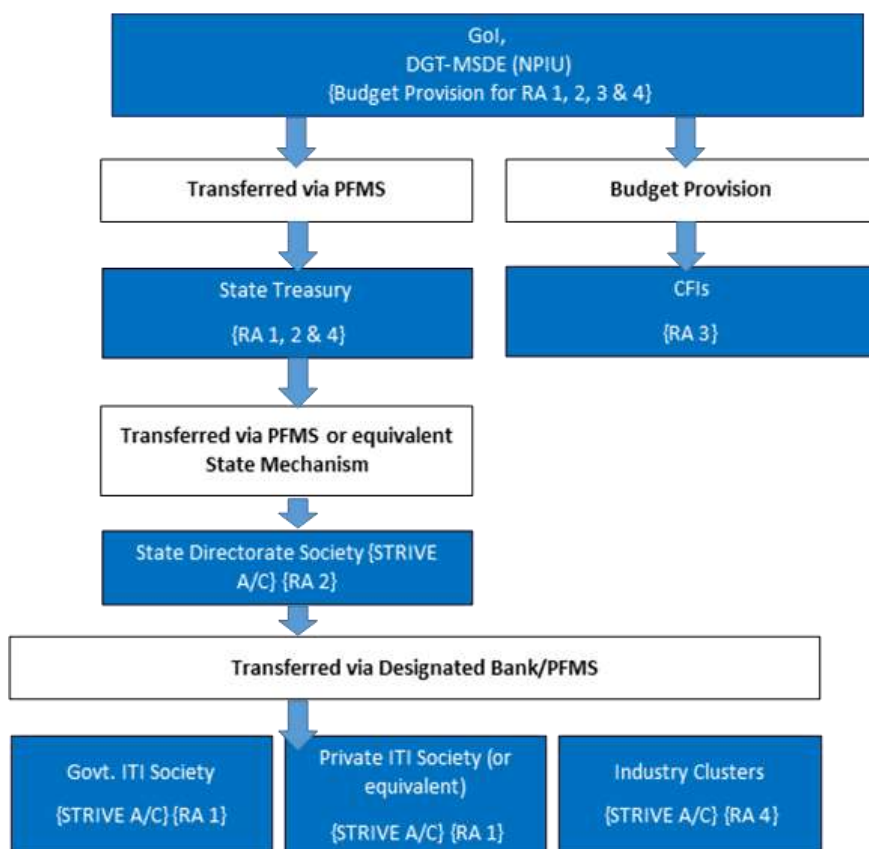 GoI,
DGT-MSDE (NPIU)
{Budget Provision for RA 1, 2, 3 & 4}
Transferred via PFMS
Budget Provision
State Treasury
{RA 1, 2 & 4}
CFIs
{RA 3}
Transferred via PFMS or equivalent
State Mechanism
State Directorate Society {STRIVE
A/C} {RA 2}
Transferred via Designated Bank/PFMS
Govt. ITI Society
{STRIVE A/C} {RA 1}
Private ITI Society (or
equivalent)
{STRIVE A/C} {RA 1}
Industry Clusters
{STRIVE A/C} {RA 4}